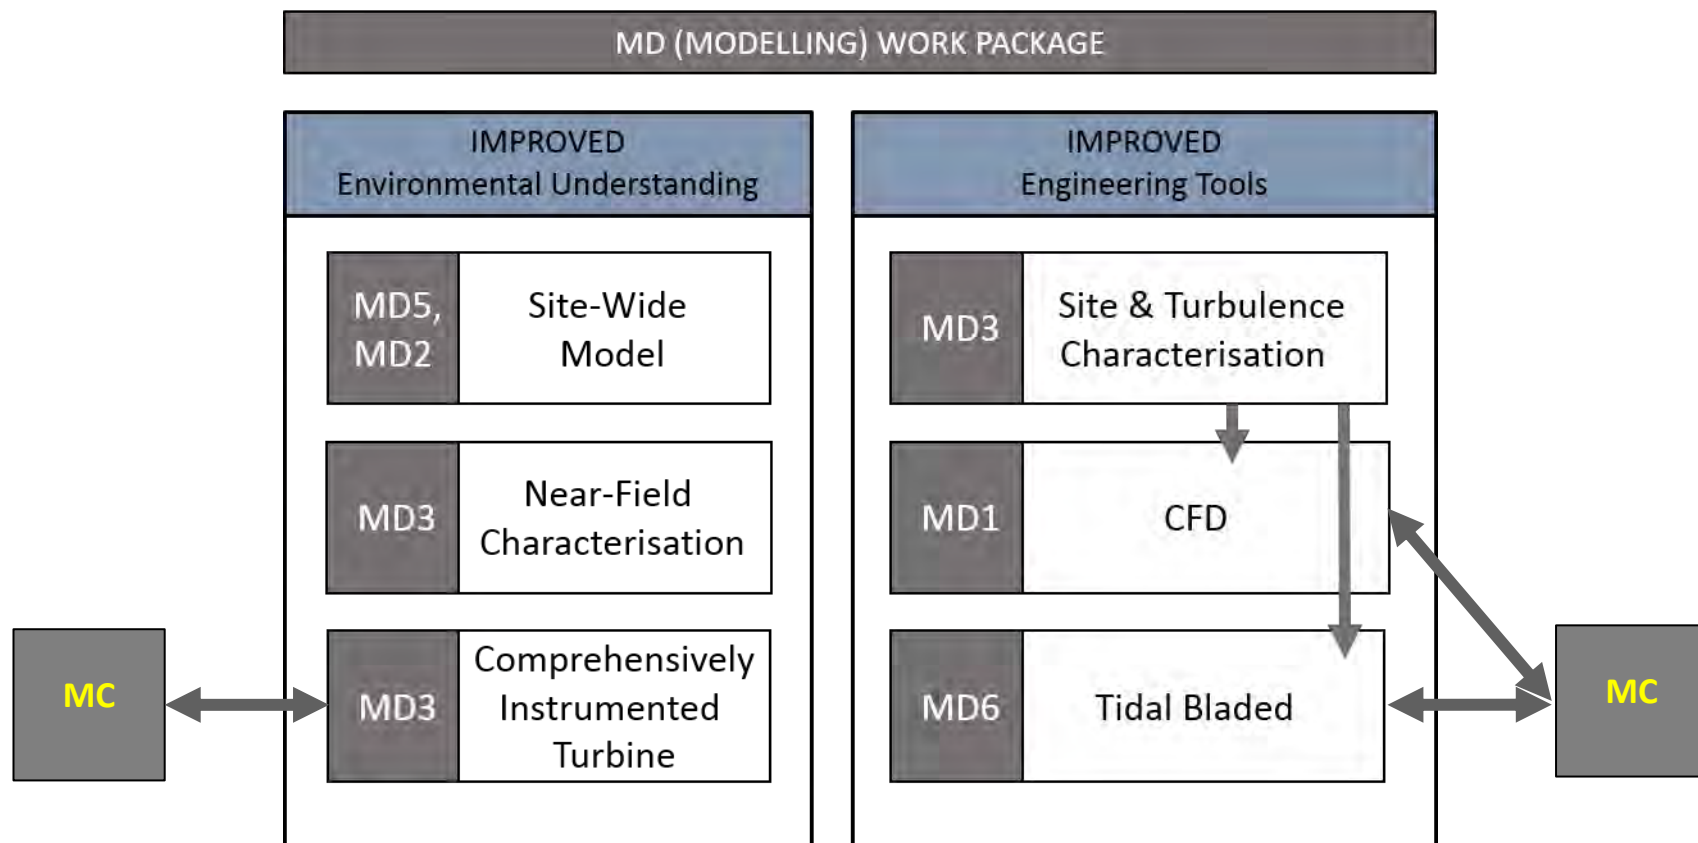 MD (MODELLING) WORK PACKAGE
IMPROVED
Environmental Understanding
MD5,
MD2
Site-Wide
Model
MD3
Near-Field
Characterisation
MD3
Comprehensively
Instrumented
Turbine
MC
IMPROVED
Engineering Tools
MD3
Site & Turbulence
Characterisation
MD1
CFD
MD6
Tidal Bladed
MC